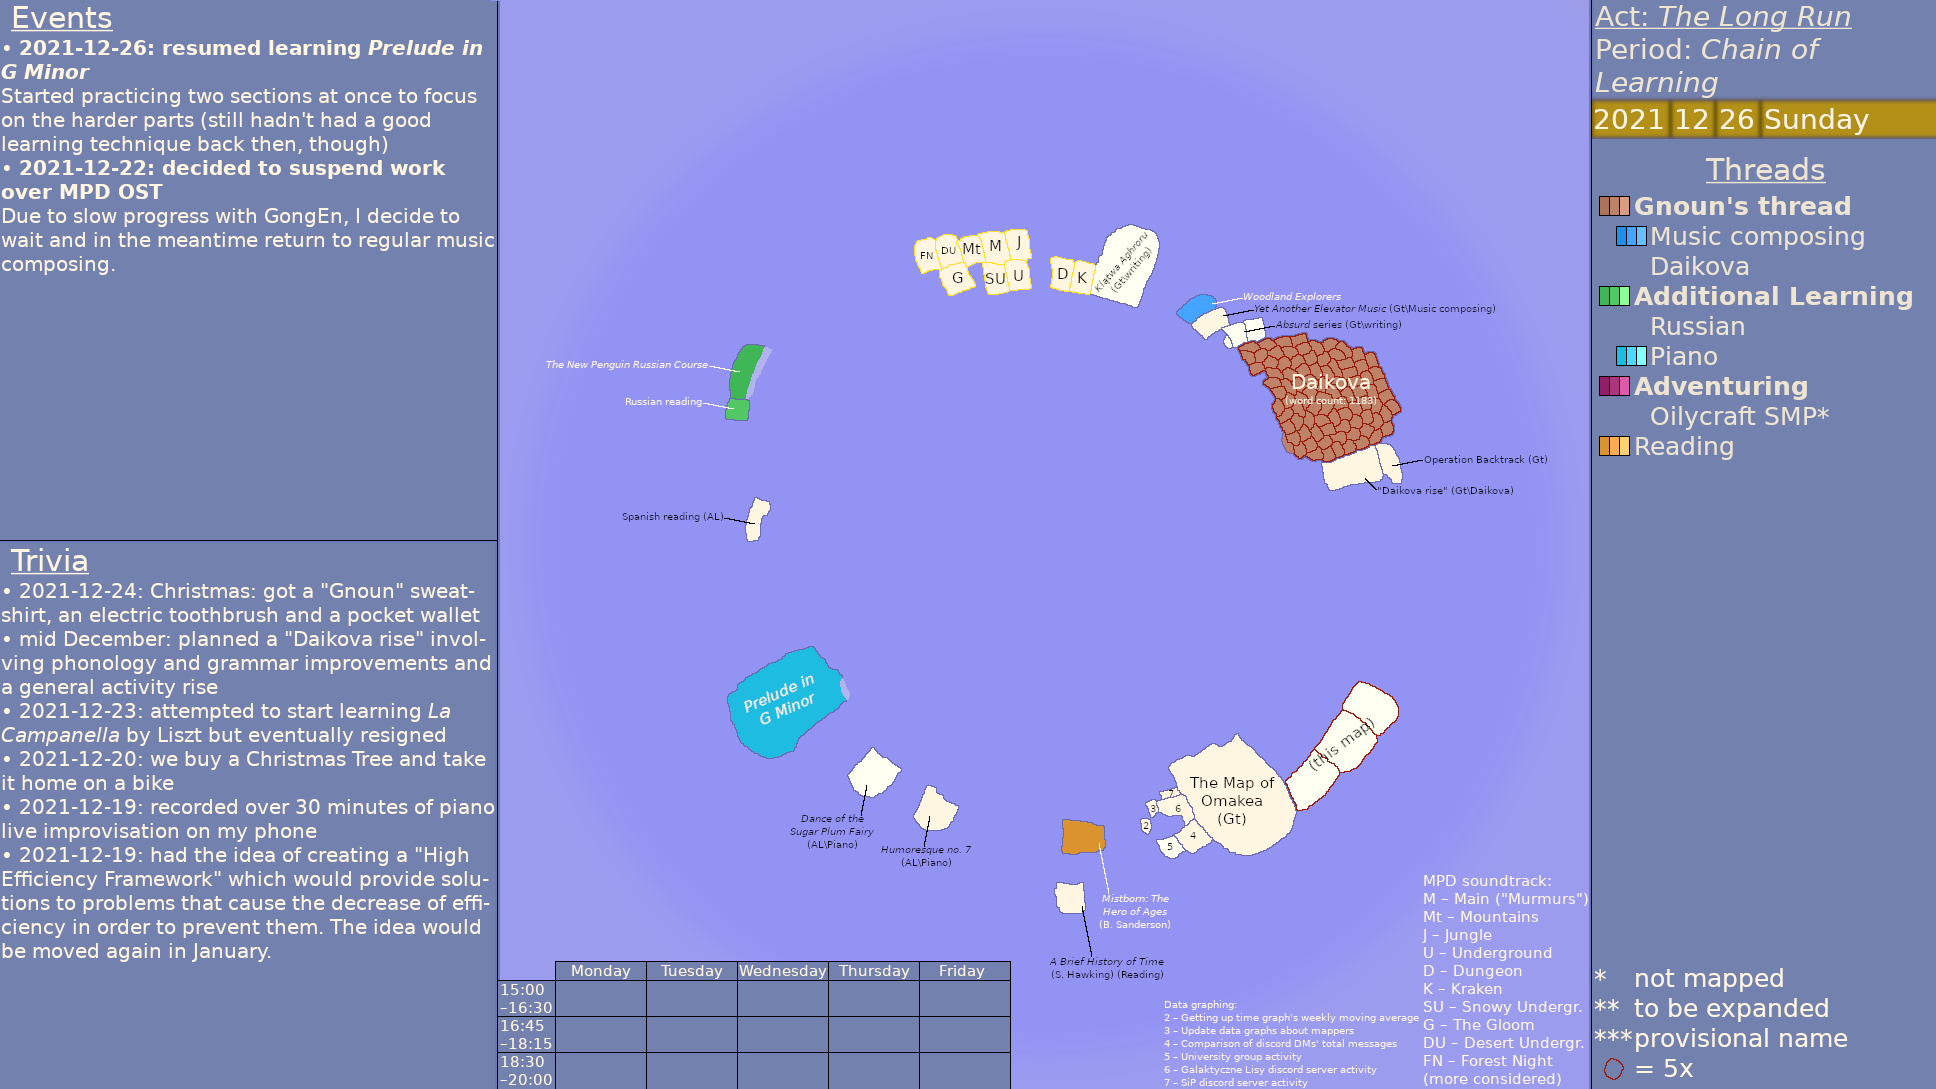 Events
• 2021-12-26: resumed learning Prelude in
G Minor
Started practicing two sections at once to focus
on the harder parts (still hadn't had a good
learning technique back then, though)
• 2021-12-22: decided to suspend work
over MPD OST
Due to slow progress with GongEn, I decide to
wait and in the meantime return to regular music
composing.
Trivia
• 2021-12-24: Christmas: got a "Gnoun" sweat-
shirt, an electric toothbrush and a pocket wallet
• mid December: planned a "Daikova rise" invol-
ving phonology and grammar improvements and
a general activity rise
• 2021-12-23: attempted to start learning La
Campanella by Liszt but eventually resigned
• 2021-12-20: we buy a Christmas Tree and take
it home on a bike
• 2021-12-19: recorded over 30 minutes of piano
live improvisation on my phone
• 2021-12-19: had the idea of creating a "High
Efficiency Framework" which would provide solu-
tions to problems that cause the decrease of effi-
ciency in order to prevent them. The idea would
be moved again in January.
FN
DU
Mt
M
J
G
SU
U
D
K
Klątwa Aghroru
(Gt\writing)
Woodland Explorers
Yet Another Elevator Music (Gt\Music composing)
Absurd series (Gt\writing)
Daikova
(word count: 1183)
Operation Backtrack (Gt)
"Daikova rise" (Gt\Daikova)
The New Penguin Russian Course
Russian reading
Spanish reading (AL)
Prelude in
G Minor
Dance of the
Sugar Plum Fairy
(AL\Piano)
Humoresque no. 7
(AL\Piano)
(this map)
The Map of
Omakea
(Gt)
7
3
6
2
4
5
Mistborn: The
Hero of Ages
(B. Sanderson)
A Brief History of Time
(S. Hawking) (Reading)
Monday
Tuesday
Wednesday
Thursday
Friday
15:00
–16:30
16:45
–18:15
18:30
–20:00
Data graphing:
2 – Getting up time graph's weekly moving average
3 – Update data graphs about mappers
4 – Comparison of discord DMs' total messages
5 – University group activity
6 – Galaktyczne Lisy discord server activity
7 – SiP discord server activity
MPD soundtrack:
M – Main ("Murmurs")
Mt – Mountains
J – Jungle
U – Underground
D – Dungeon
K – Kraken
SU – Snowy Undergr.
G – The Gloom
DU – Desert Undergr.
FN – Forest Night
(more considered)
Act: The Long Run
Period: Chain of
Learning
2021 12 26 Sunday
Threads
Gnoun's thread
Music composing
Daikova
Additional Learning
Russian
Piano
Adventuring
Oilycraft SMP*
Reading
* not mapped
** to be expanded
*** provisional name
= 5x